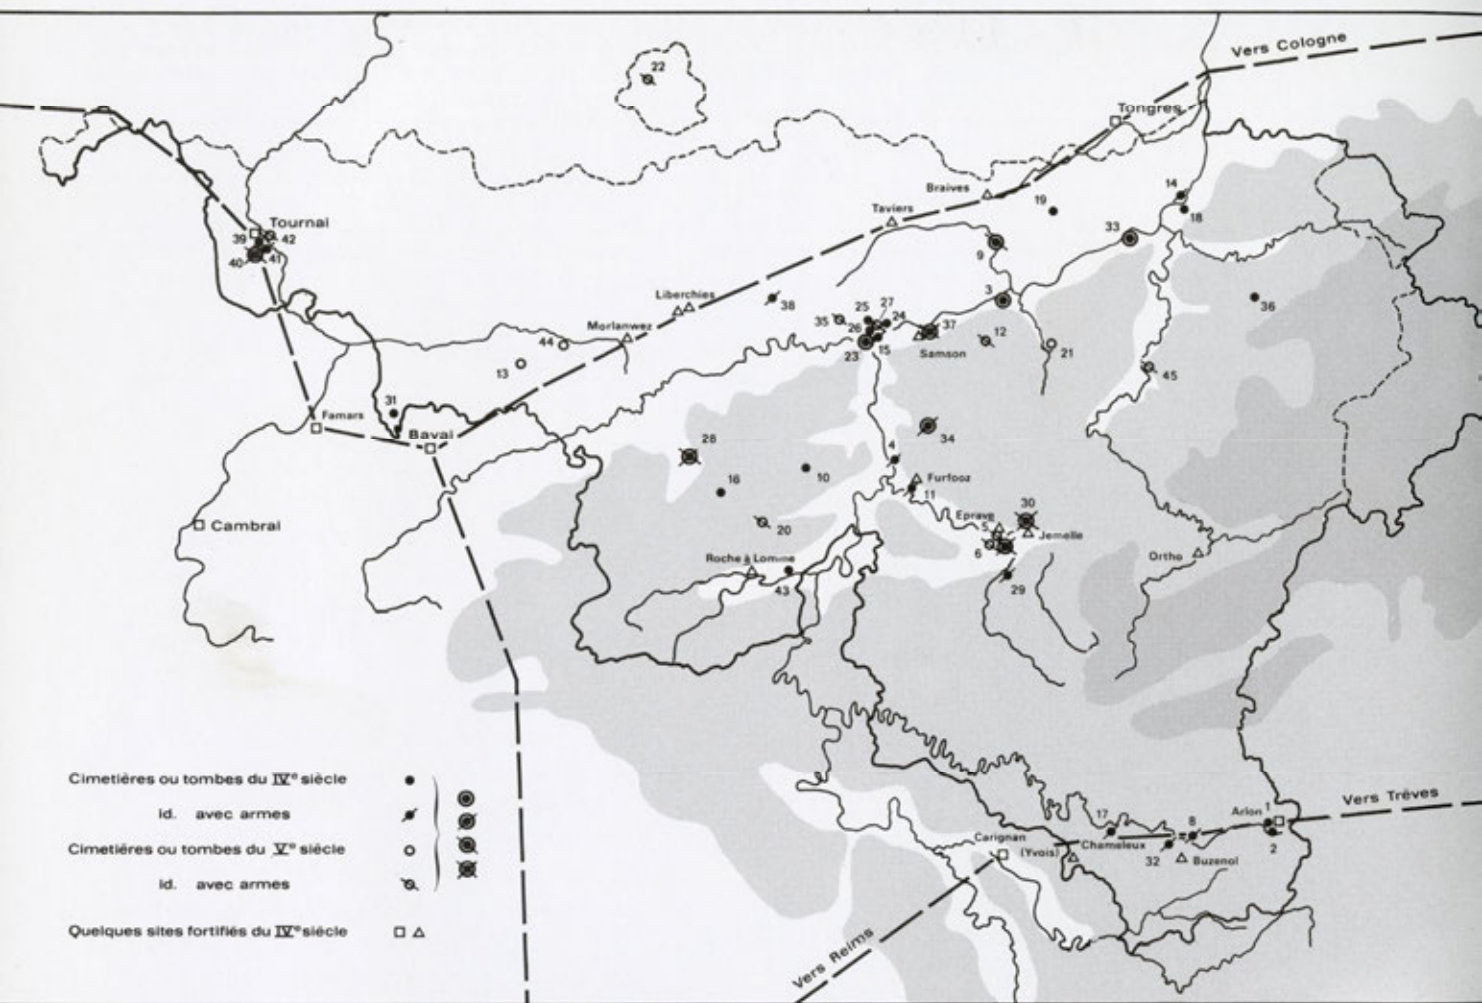 Vers Cologne
22
Tongres
Braives
19
14
18
Taviers
33
9
Tournai
39
42
40
41
3
36
Liberchies
38
27
25
24
35
26
37
12
Morlanwez
44
23
15
Samson
21
13
45
31
Famars
Bavai
28
34
4
16
10
Furfooz
11
30
Cambrai
20
Eprave
5
Jemelle
6
Ortho
Roche à Lomme
43
29
Cimetières ou tombes du IVe siècle
id. avec armes
Cimetières ou tombes du Ve siècle
id. avec armes
Quelques sites fortifiés du IVe siècle
Vers Trèves
Arlon
1
17
8
Carignan
(Yvois)
Chameleux
32
Buzenol
2
Vers Reims